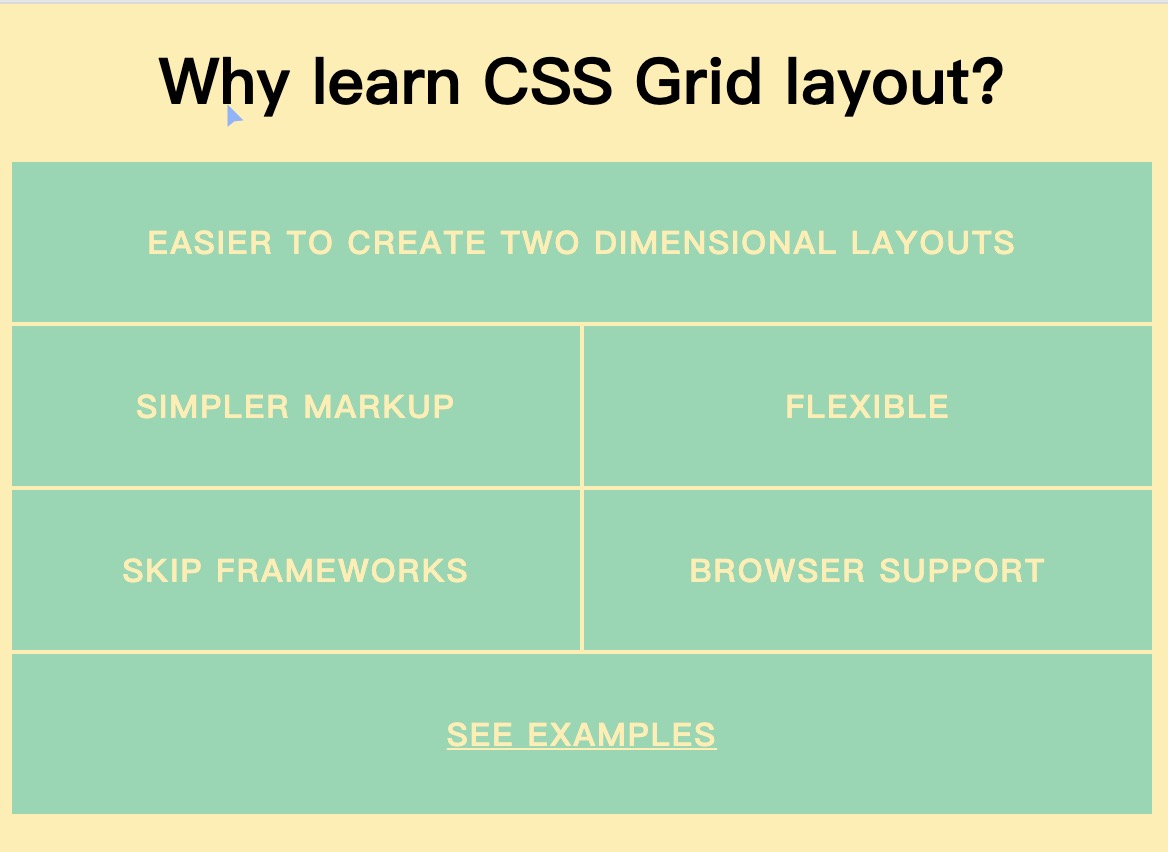 Why learn CSS Grid layout?
EASIER TO CREATE TWO DIMENSIONAL LAYOUTS
SIMPLER MARKUP
FLEXIBLE
SKIP FRAMEWORKS
BROWSER SUPPORT
SEE EXAMPLES